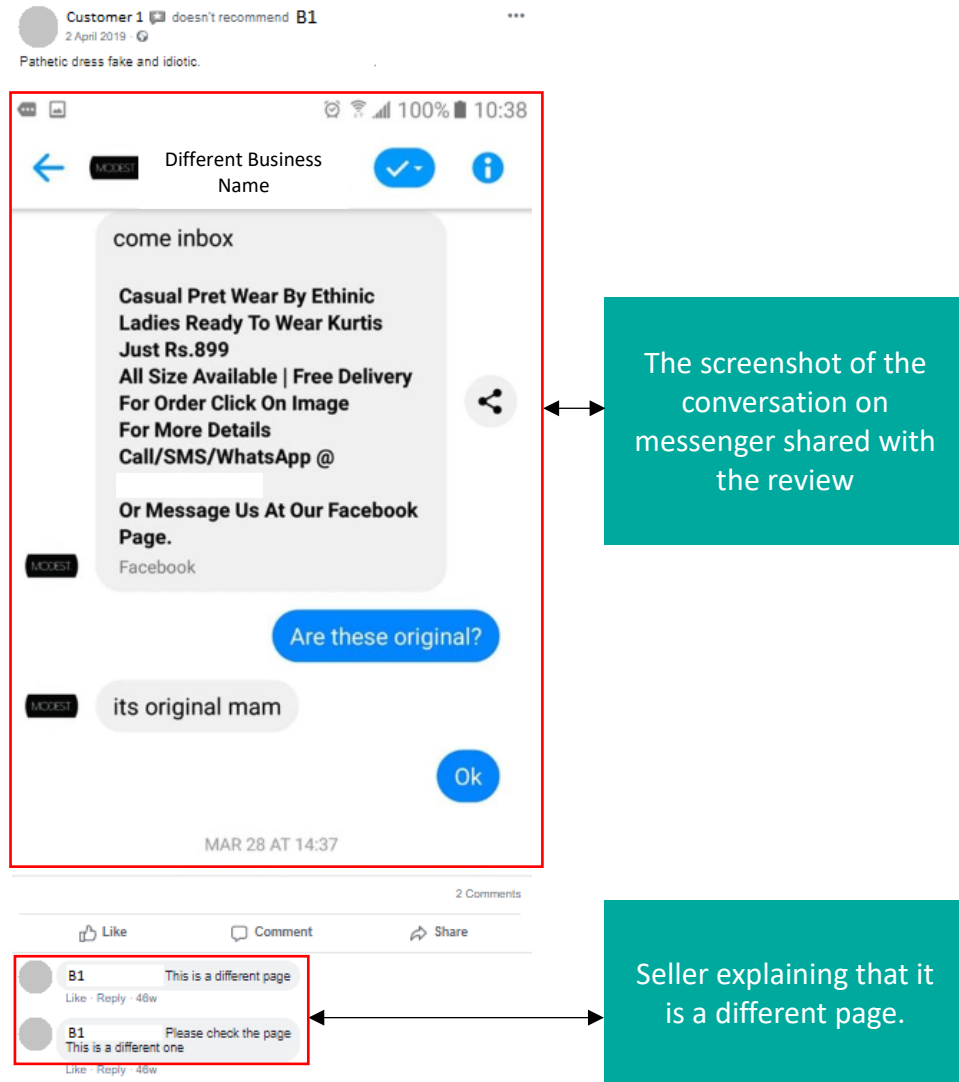 Customer 1 doesn't recommend B1
2 April 2019
Pathetic dress fake and idiotic.
100% 10:38
MODEST
Different Business
Name
come inbox
Casual Pret Wear By Ethinic
Ladies Ready To Wear Kurtis
Just Rs.899
All Size Available | Free Delivery
For Order Click On Image
For More Details
Call/SMS/WhatsApp @
Or Message Us At Our Facebook
Page.
MODEST
Facebook
Are these original?
MODEST
its original mam
Ok
MAR 28 AT 14:37
The screenshot of the
conversation on
messenger shared with
the review
2 Comments
Like Comment Share
B1 This is a different page
Like · Reply · 46w
B1 Please check the page
This is a different one
Like · Reply · 46w
Seller explaining that it
is a different page.